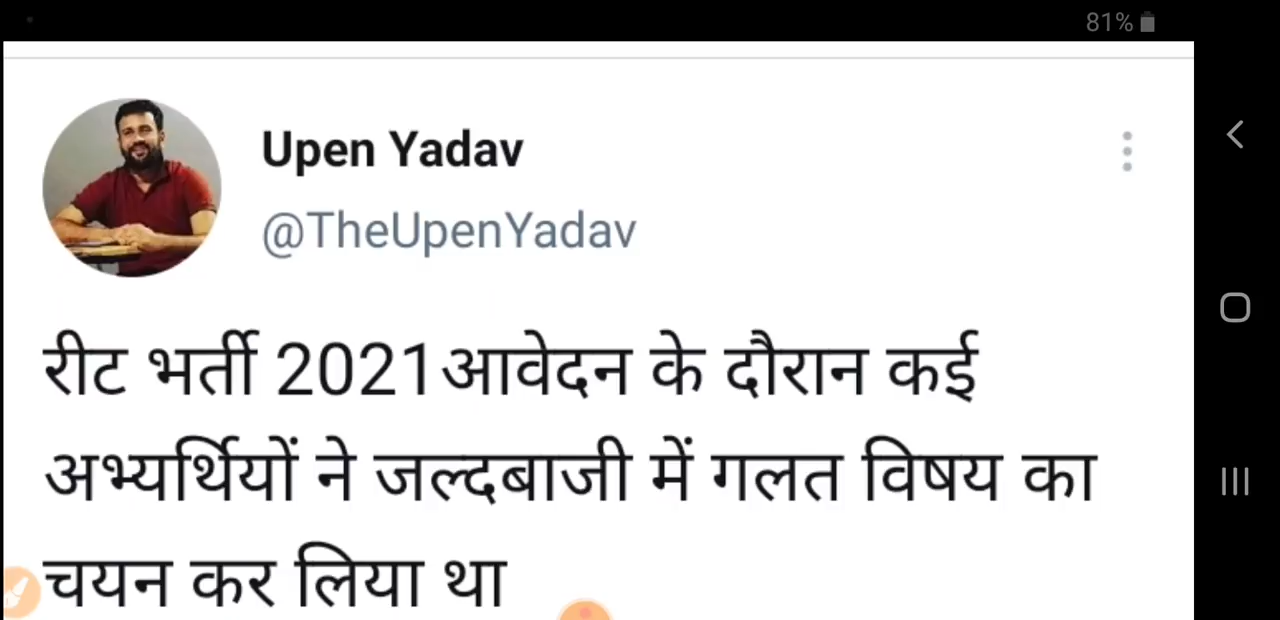 81%
Upen Yadav
@TheUpenYadav
रीट भर्ती 2021आवेदन के दौरान कई
अभ्यर्थियों ने जल्दबाजी में गलत विषय का
चयन कर लिया था